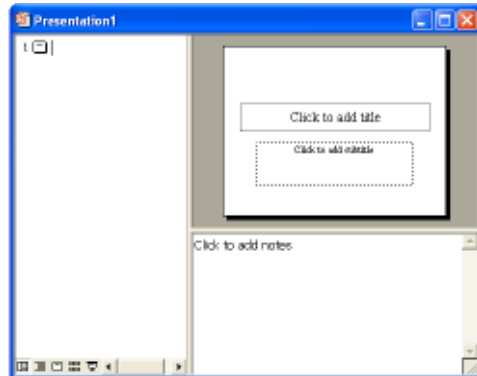 Presentation1
1
Click to add title
Click to add subtitle
Click to add notes